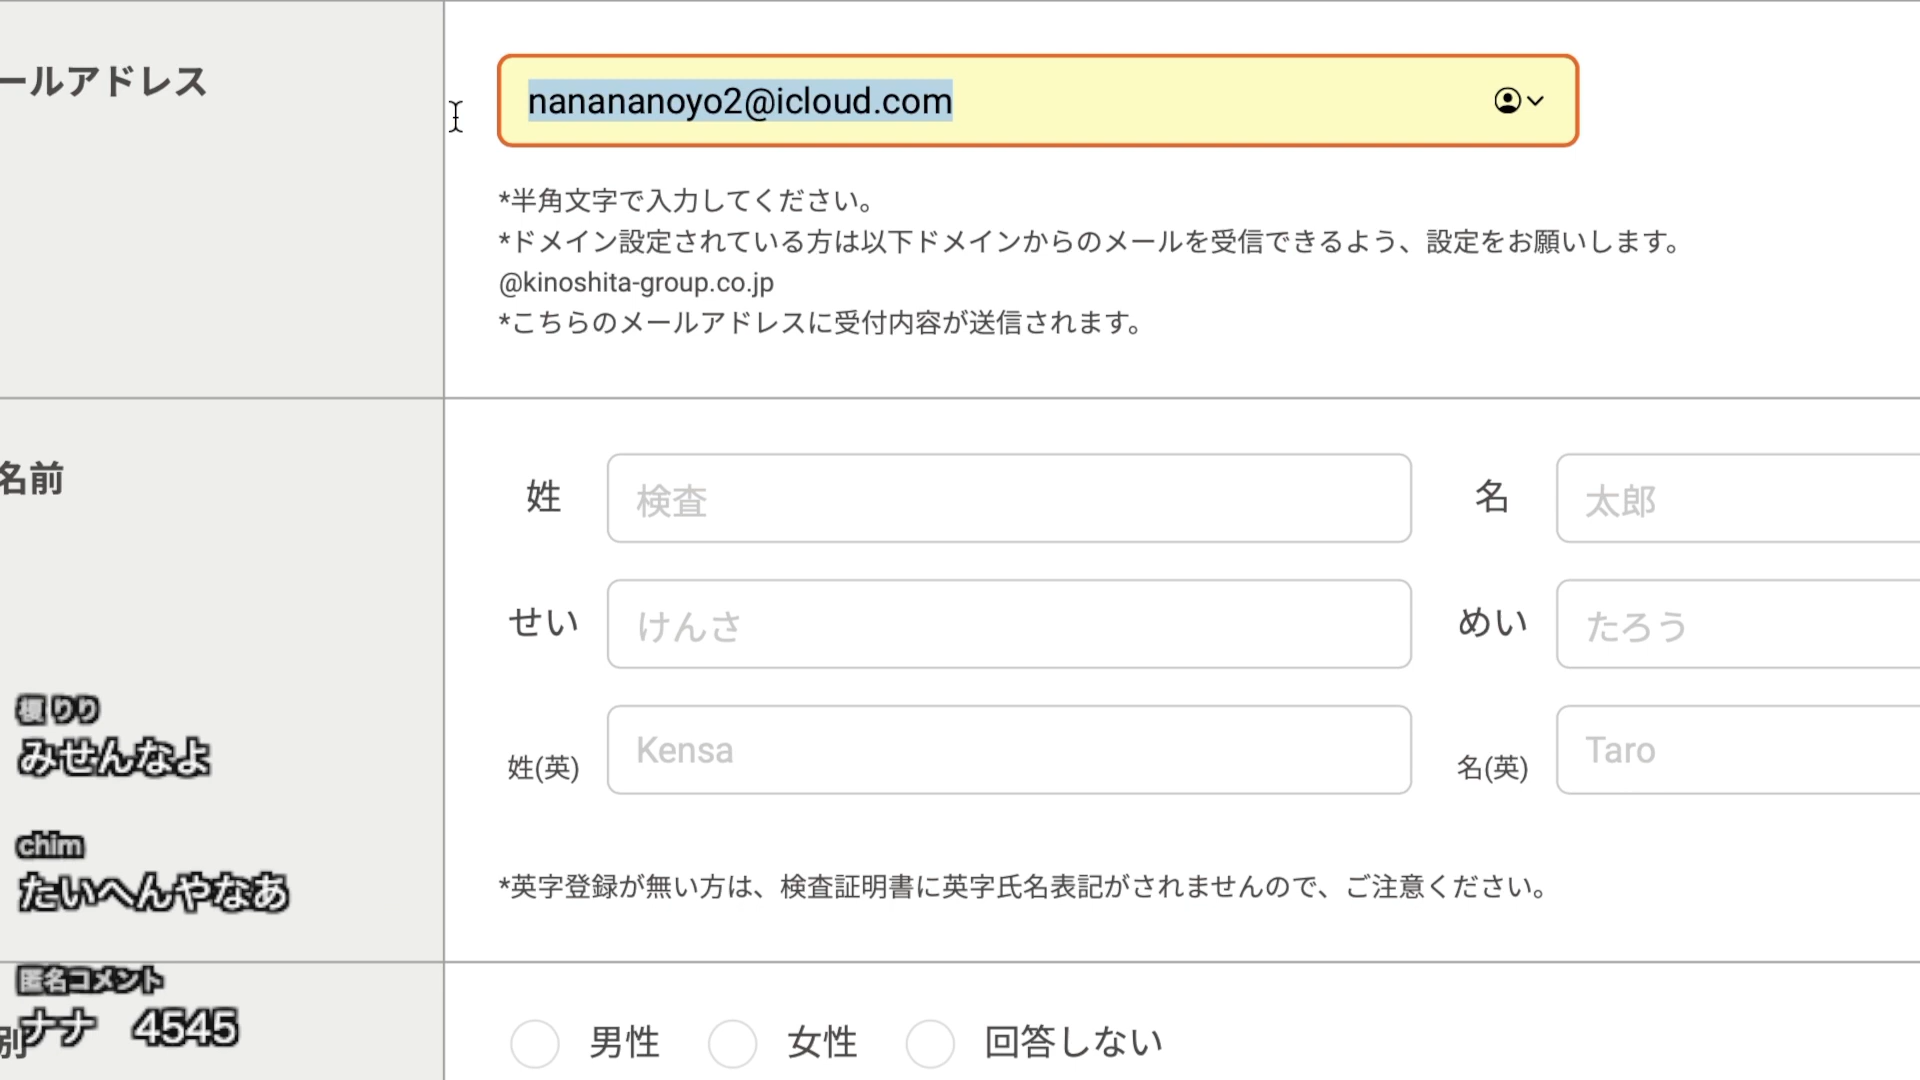 ールアドレス
nanananoyo2@icloud.com
*半角文字で入力してください。
*ドメイン設定されている方は以下ドメインからのメールを受信できるよう、設定をお願いします。
@kinoshita-group.co.jp
*こちらのメールアドレスに受付内容が送信されます。
名前
姓 検査 名 太郎
せい けんさ めい たろう
姓(英) Kensa 名(英) Taro
*英字登録が無い方は、検査証明書に英字氏名表記がされませんので、ご注意ください。
榎りり
みせんなよ
chim
たいへんやなあ
匿名コメント
ナナ 4545
別
男性 女性 回答しない